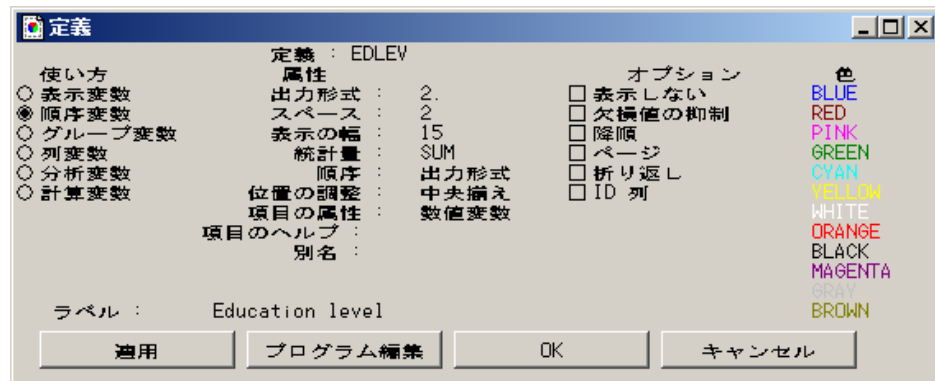 定義
定義 : EDLEV
使い方 属性 オプション 色
表示変数 出力形式 : 2. 表示しない BLUE
順序変数 スペース : 2 欠損値の抑制 RED
グループ変数 表示の幅 : 15 降順 PINK
列変数 統計量 : SUM ページ GREEN
分析変数 順序 : 出力形式 折り返し CYAN
計算変数 位置の調整 : 中央揃え ID 列 YELLOW
項目の属性 : 数値変数 WHITE
項目のヘルプ : ORANGE
別名 : BLACK
MAGENTA
GRAY
ラベル : Education level BROWN
適用 プログラム編集 OK キャンセル